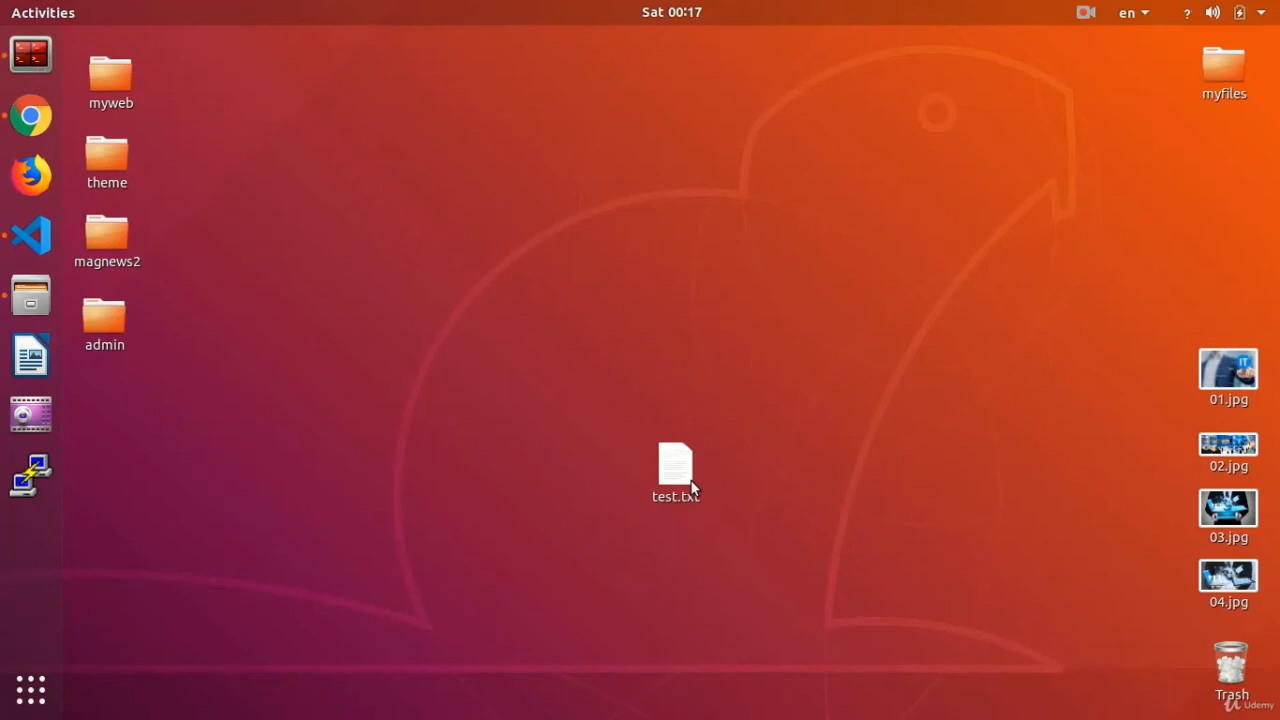 Activities
Sat 00:17
en
?
myweb
theme
magnews2
admin
test.txt
myfiles
IT
01.jpg
02.jpg
03.jpg
04.jpg
Trash
Udemy